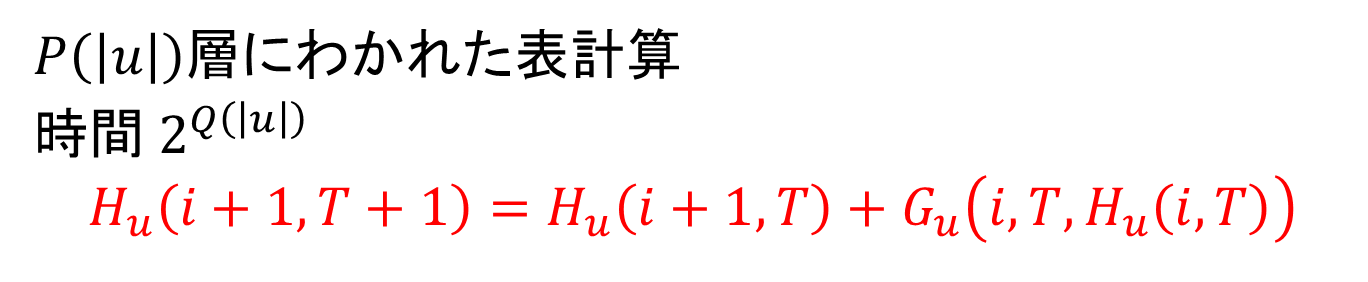 P(|u|)層にわかれた表計算
時間 2^{Q(|u|)}
H_u(i + 1, T + 1) = H_u(i + 1, T) + G_u(i, T, H_u(i, T))